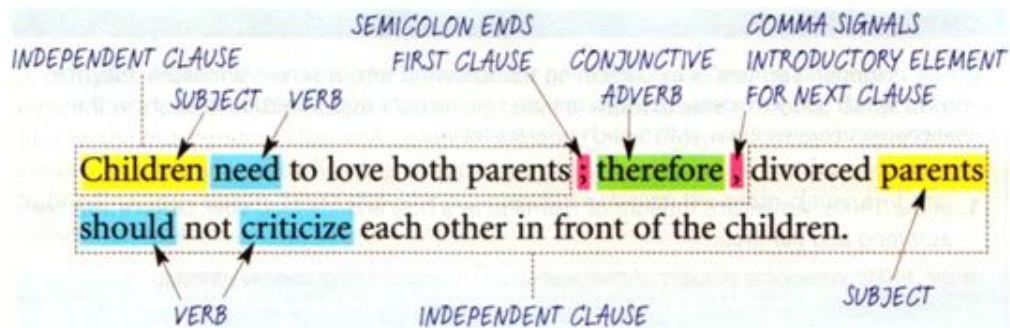 SEMICOLON ENDS
COMMA SIGNALS
INDEPENDENT CLAUSE
FIRST CLAUSE
CONJUNCTIVE
INTRODUCTORY ELEMENT
SUBJECT
VERB
ADVERB
FOR NEXT CLAUSE
Children need to love both parents; therefore, divorced parents
should not criticize each other in front of the children.
VERB
INDEPENDENT CLAUSE
SUBJECT